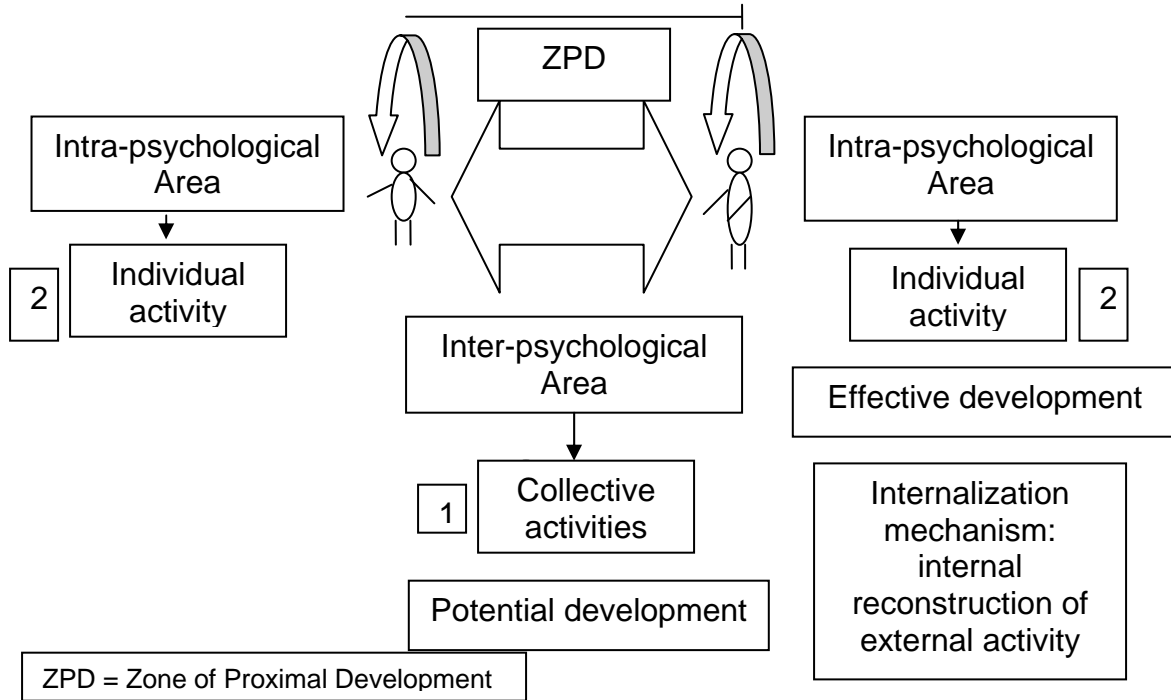 ZPD
Intra-psychological
Area
Intra-psychological
Area
2
Individual
activity
Individual
activity
2
Inter-psychological
Area
Effective development
1
Collective
activities
Internalization
mechanism:
internal
reconstruction of
external activity
Potential development
ZPD = Zone of Proximal Development